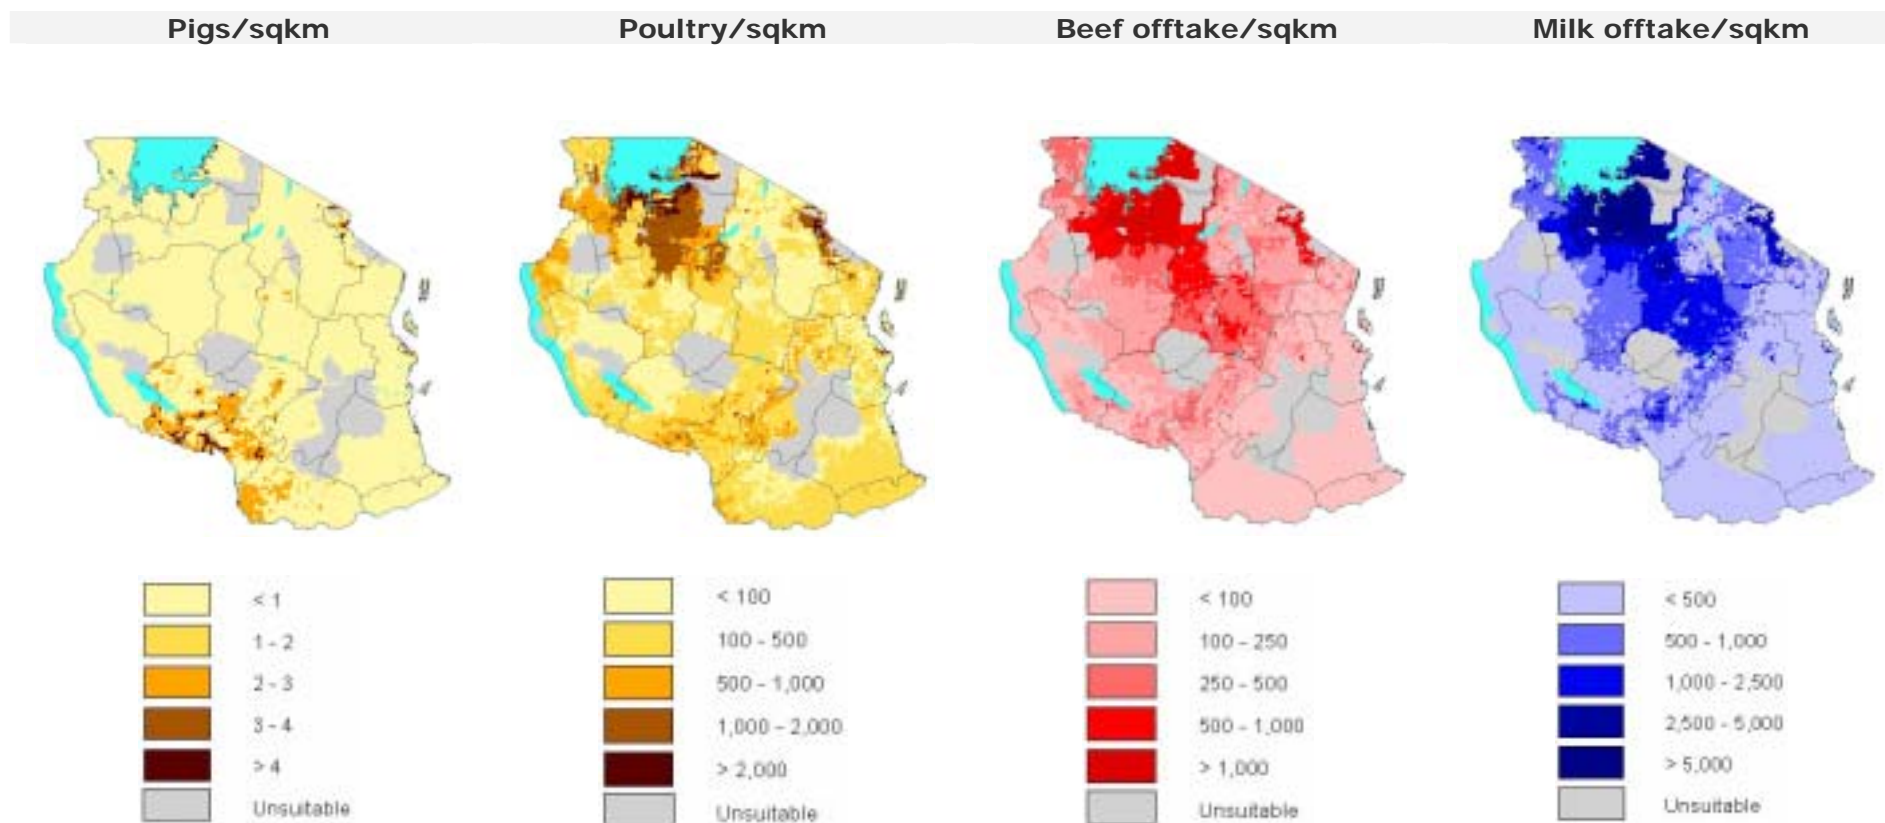 Pigs/sqkm
Poultry/sqkm
Beef offtake/sqkm
Milk offtake/sqkm
< 1
1 - 2
2 - 3
3 - 4
> 4
Unsuitable
< 100
100 - 500
500 - 1,000
1,000 - 2,000
> 2,000
Unsuitable
< 100
100 - 250
250 - 500
500 - 1,000
> 1,000
Unsuitable
< 500
500 - 1,000
1,000 - 2,500
2,500 - 5,000
> 5,000
Unsuitable